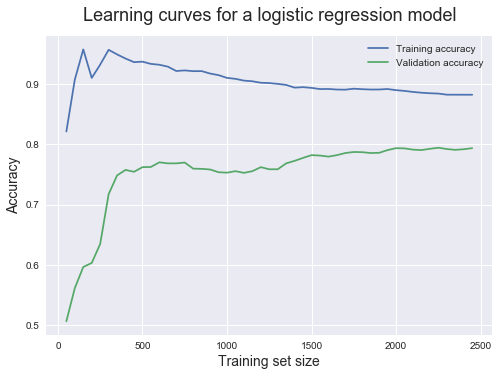 Learning curves for a logistic regression model
Training accuracy
Validation accuracy
0.9
0.8
0.7
0.6
0.5
Accuracy
0
500
1000
1500
2000
2500
Training set size